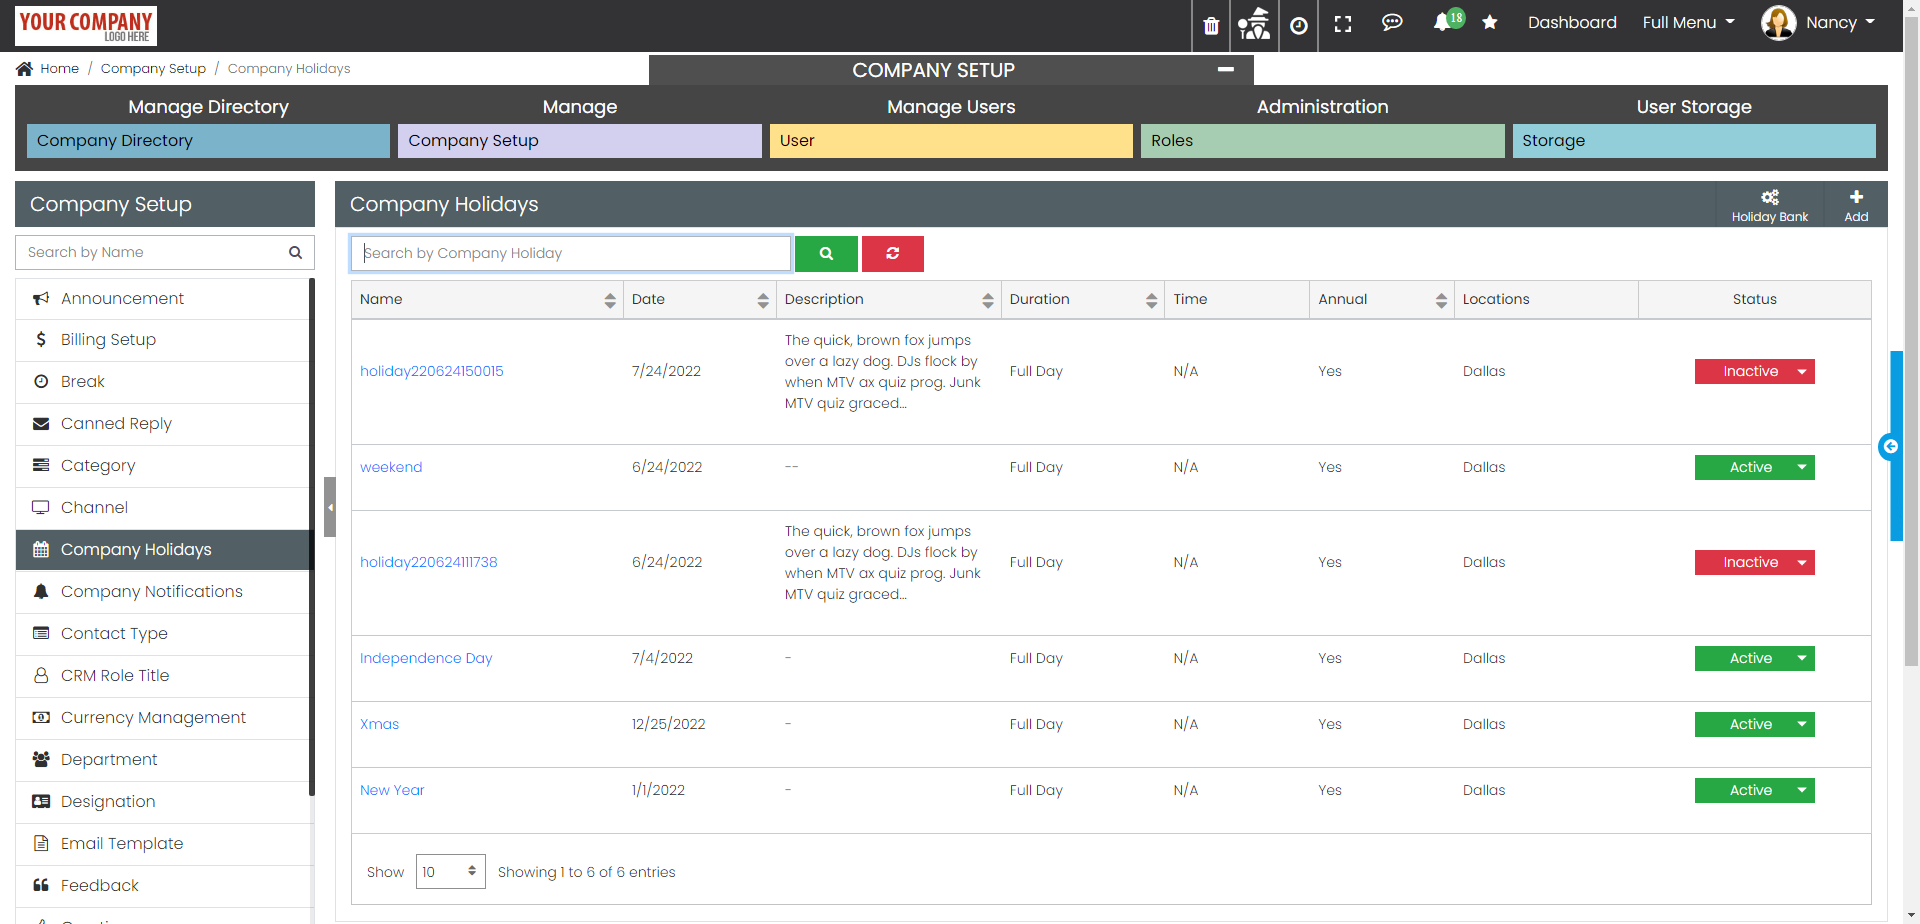 YOUR COMPANY
LOGO HERE
18
Dashboard
Full Menu
Nancy
Home / Company Setup / Company Holidays
COMPANY SETUP
Manage Directory
Manage
Manage Users
Administration
User Storage
Company Directory
Company Setup
User
Roles
Storage
Company Setup
Search by Name
Announcement
Billing Setup
Break
Canned Reply
Category
Channel
Company Holidays
Company Notifications
Contact Type
CRM Role Title
Currency Management
Department
Designation
Email Template
Feedback
Company Holidays
Holiday Bank
Add
Search by Company Holiday
Name Date Description Duration Time Annual Locations Status
holiday220624150015 7/24/2022
The quick, brown fox jumps
over a lazy dog. DJs flock by
when MTV ax quiz prog. Junk
MTV quiz graced...
Full Day N/A Yes Dallas Inactive
weekend 6/24/2022 -- Full Day N/A Yes Dallas Active
holiday220624111738 6/24/2022
The quick, brown fox jumps
over a lazy dog. DJs flock by
when MTV ax quiz prog. Junk
MTV quiz graced...
Full Day N/A Yes Dallas Inactive
Independence Day 7/4/2022 - Full Day N/A Yes Dallas Active
Xmas 12/25/2022 - Full Day N/A Yes Dallas Active
New Year 1/1/2022 - Full Day N/A Yes Dallas Active
Show 10 Showing 1 to 6 of 6 entries